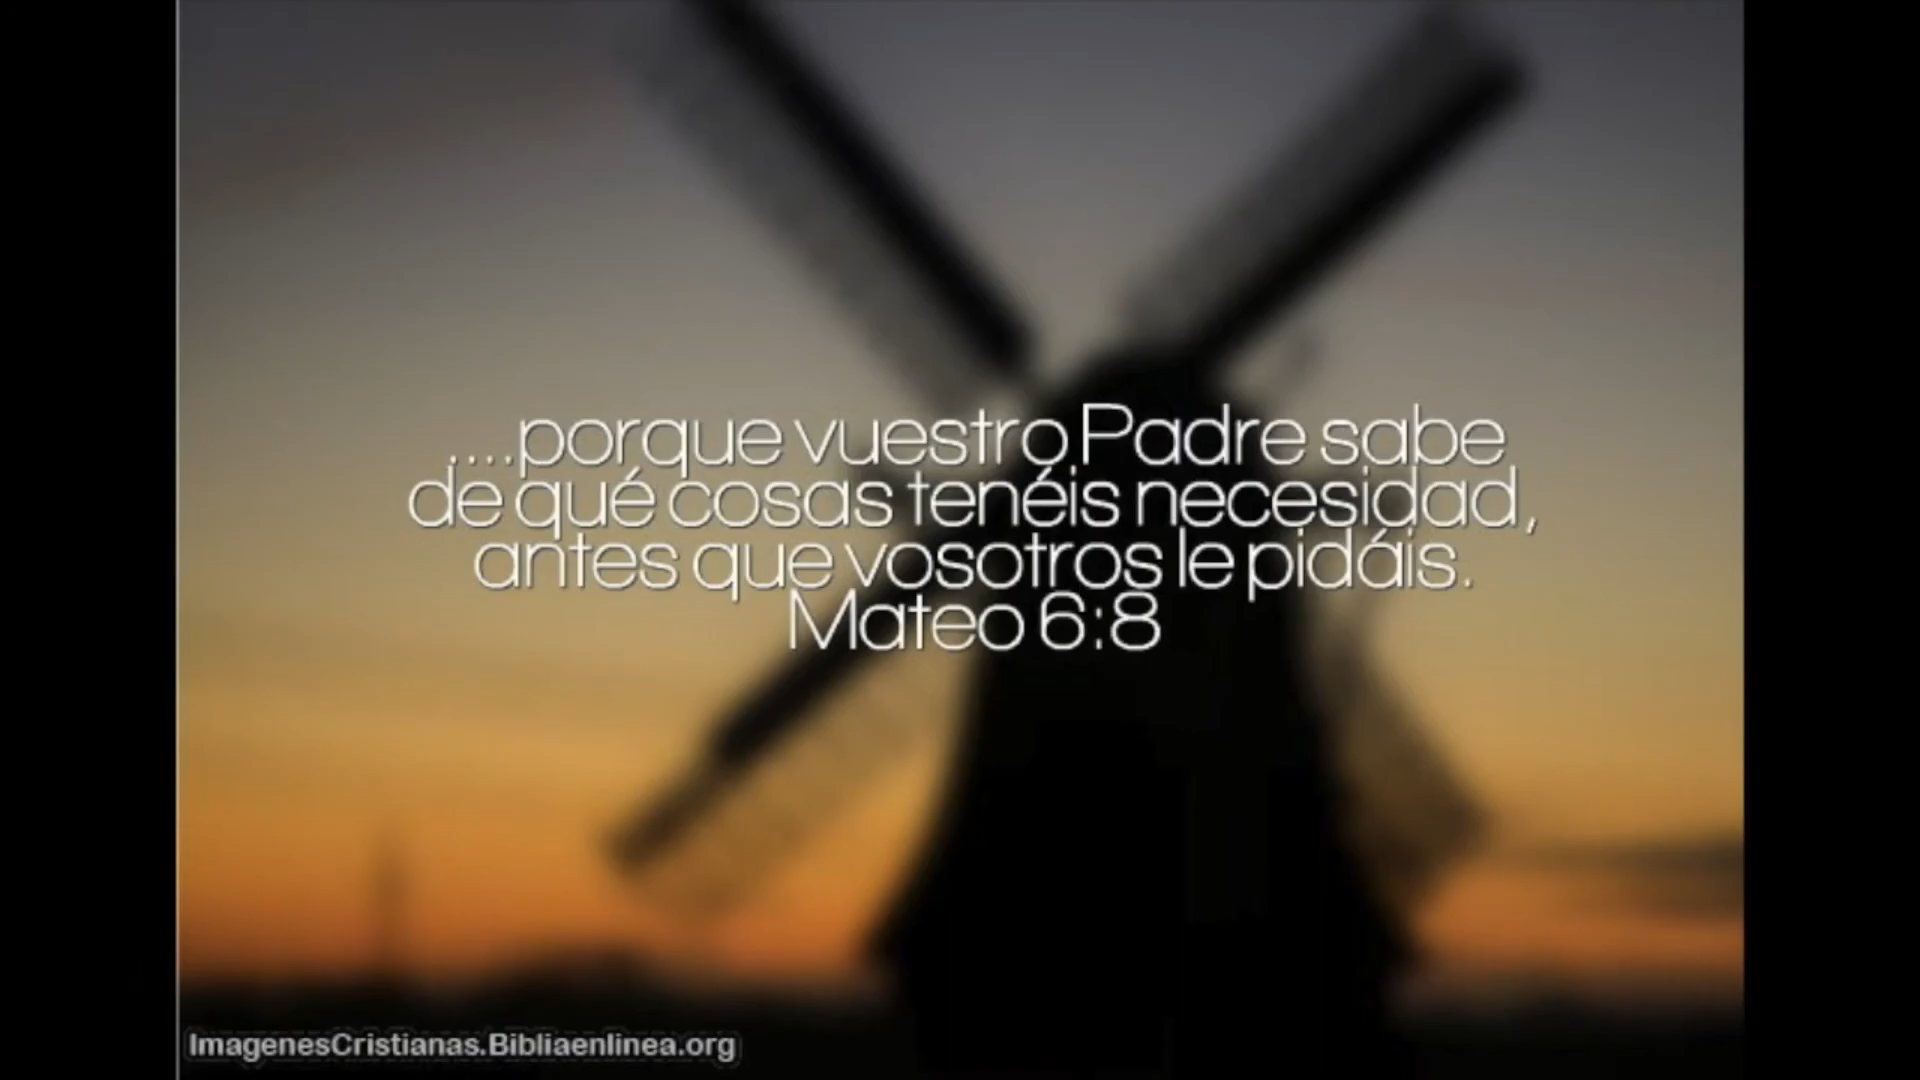 ....porque vuestro Padre sabe
de qué cosas tenéis necesidad,
antes que vosotros le pidáis.
Mateo 6:8
ImagenesCristianas.Bibliaenlinea.org